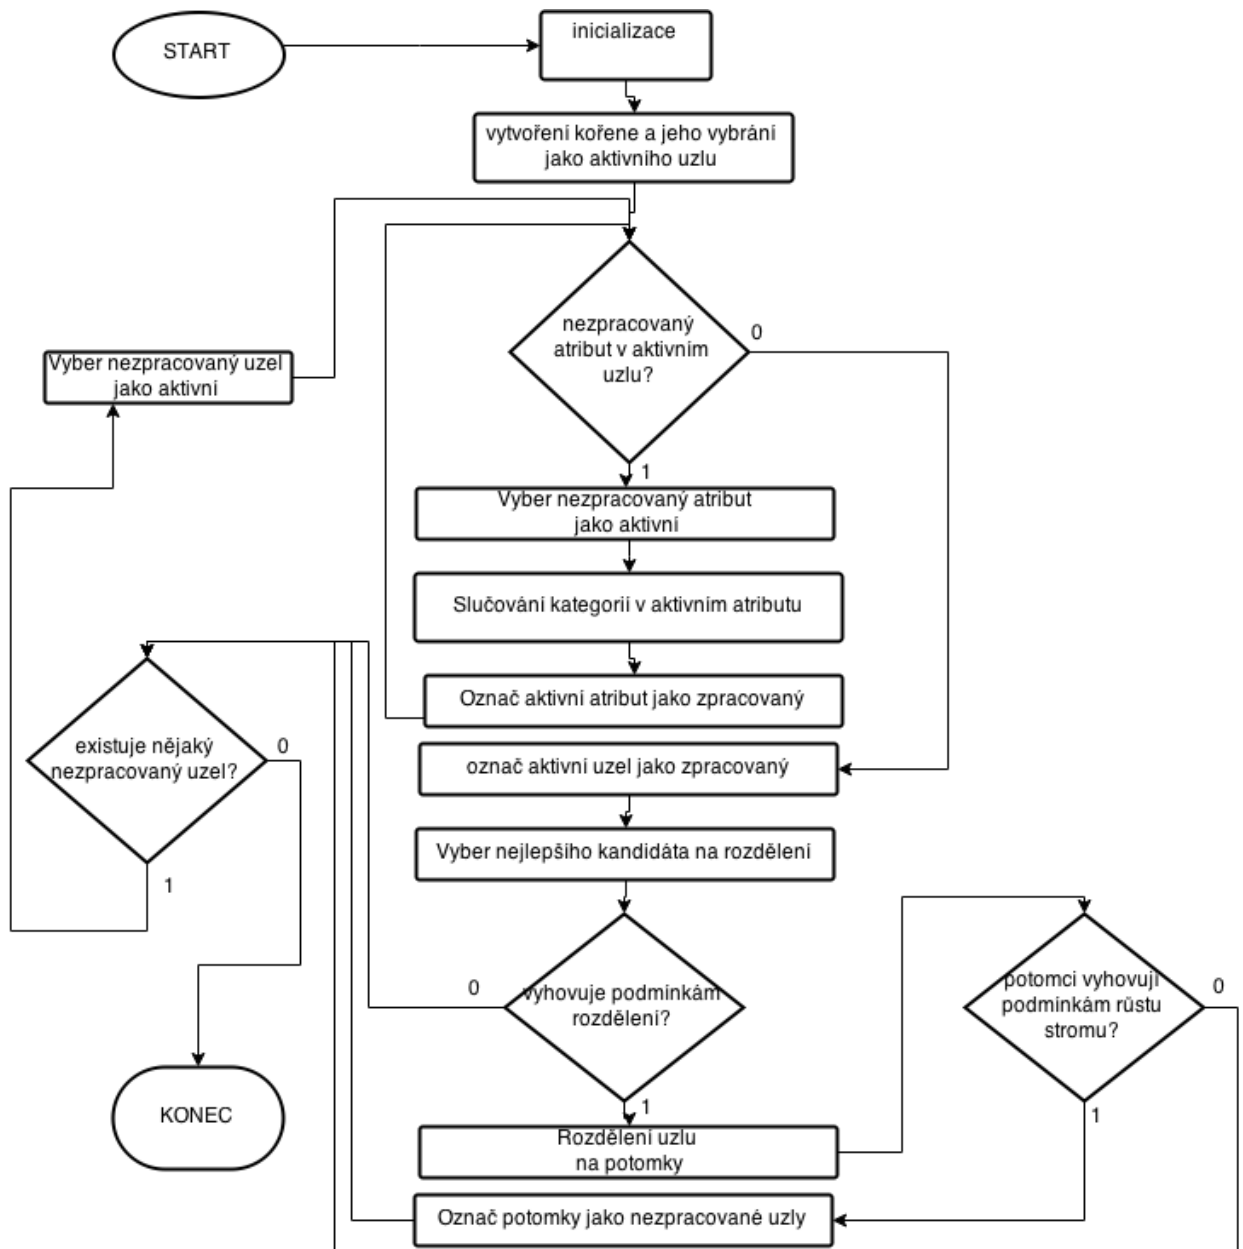 START
inicializace
vytvoření kořene a jeho vybrání
jako aktivního uzlu
nezpracovaný
atribut v aktivním
uzlu?
0
Vyber nezpracovaný uzel
jako aktivní
1
Vyber nezpracovaný atribut
jako aktivní
Slučování kategorií v aktivním atributu
Označ aktivní atribut jako zpracovaný
existuje nějaký
nezpracovaný uzel?
0
1
označ aktivní uzel jako zpracovaný
Vyber nejlepšího kandidáta na rozdělení
vyhovuje podmínkám
rozdělení?
0
1
potomci vyhovují
podmínkám růstu
stromu?
0
1
KONEC
Rozdělení uzlu
na potomky
Označ potomky jako nezpracované uzly